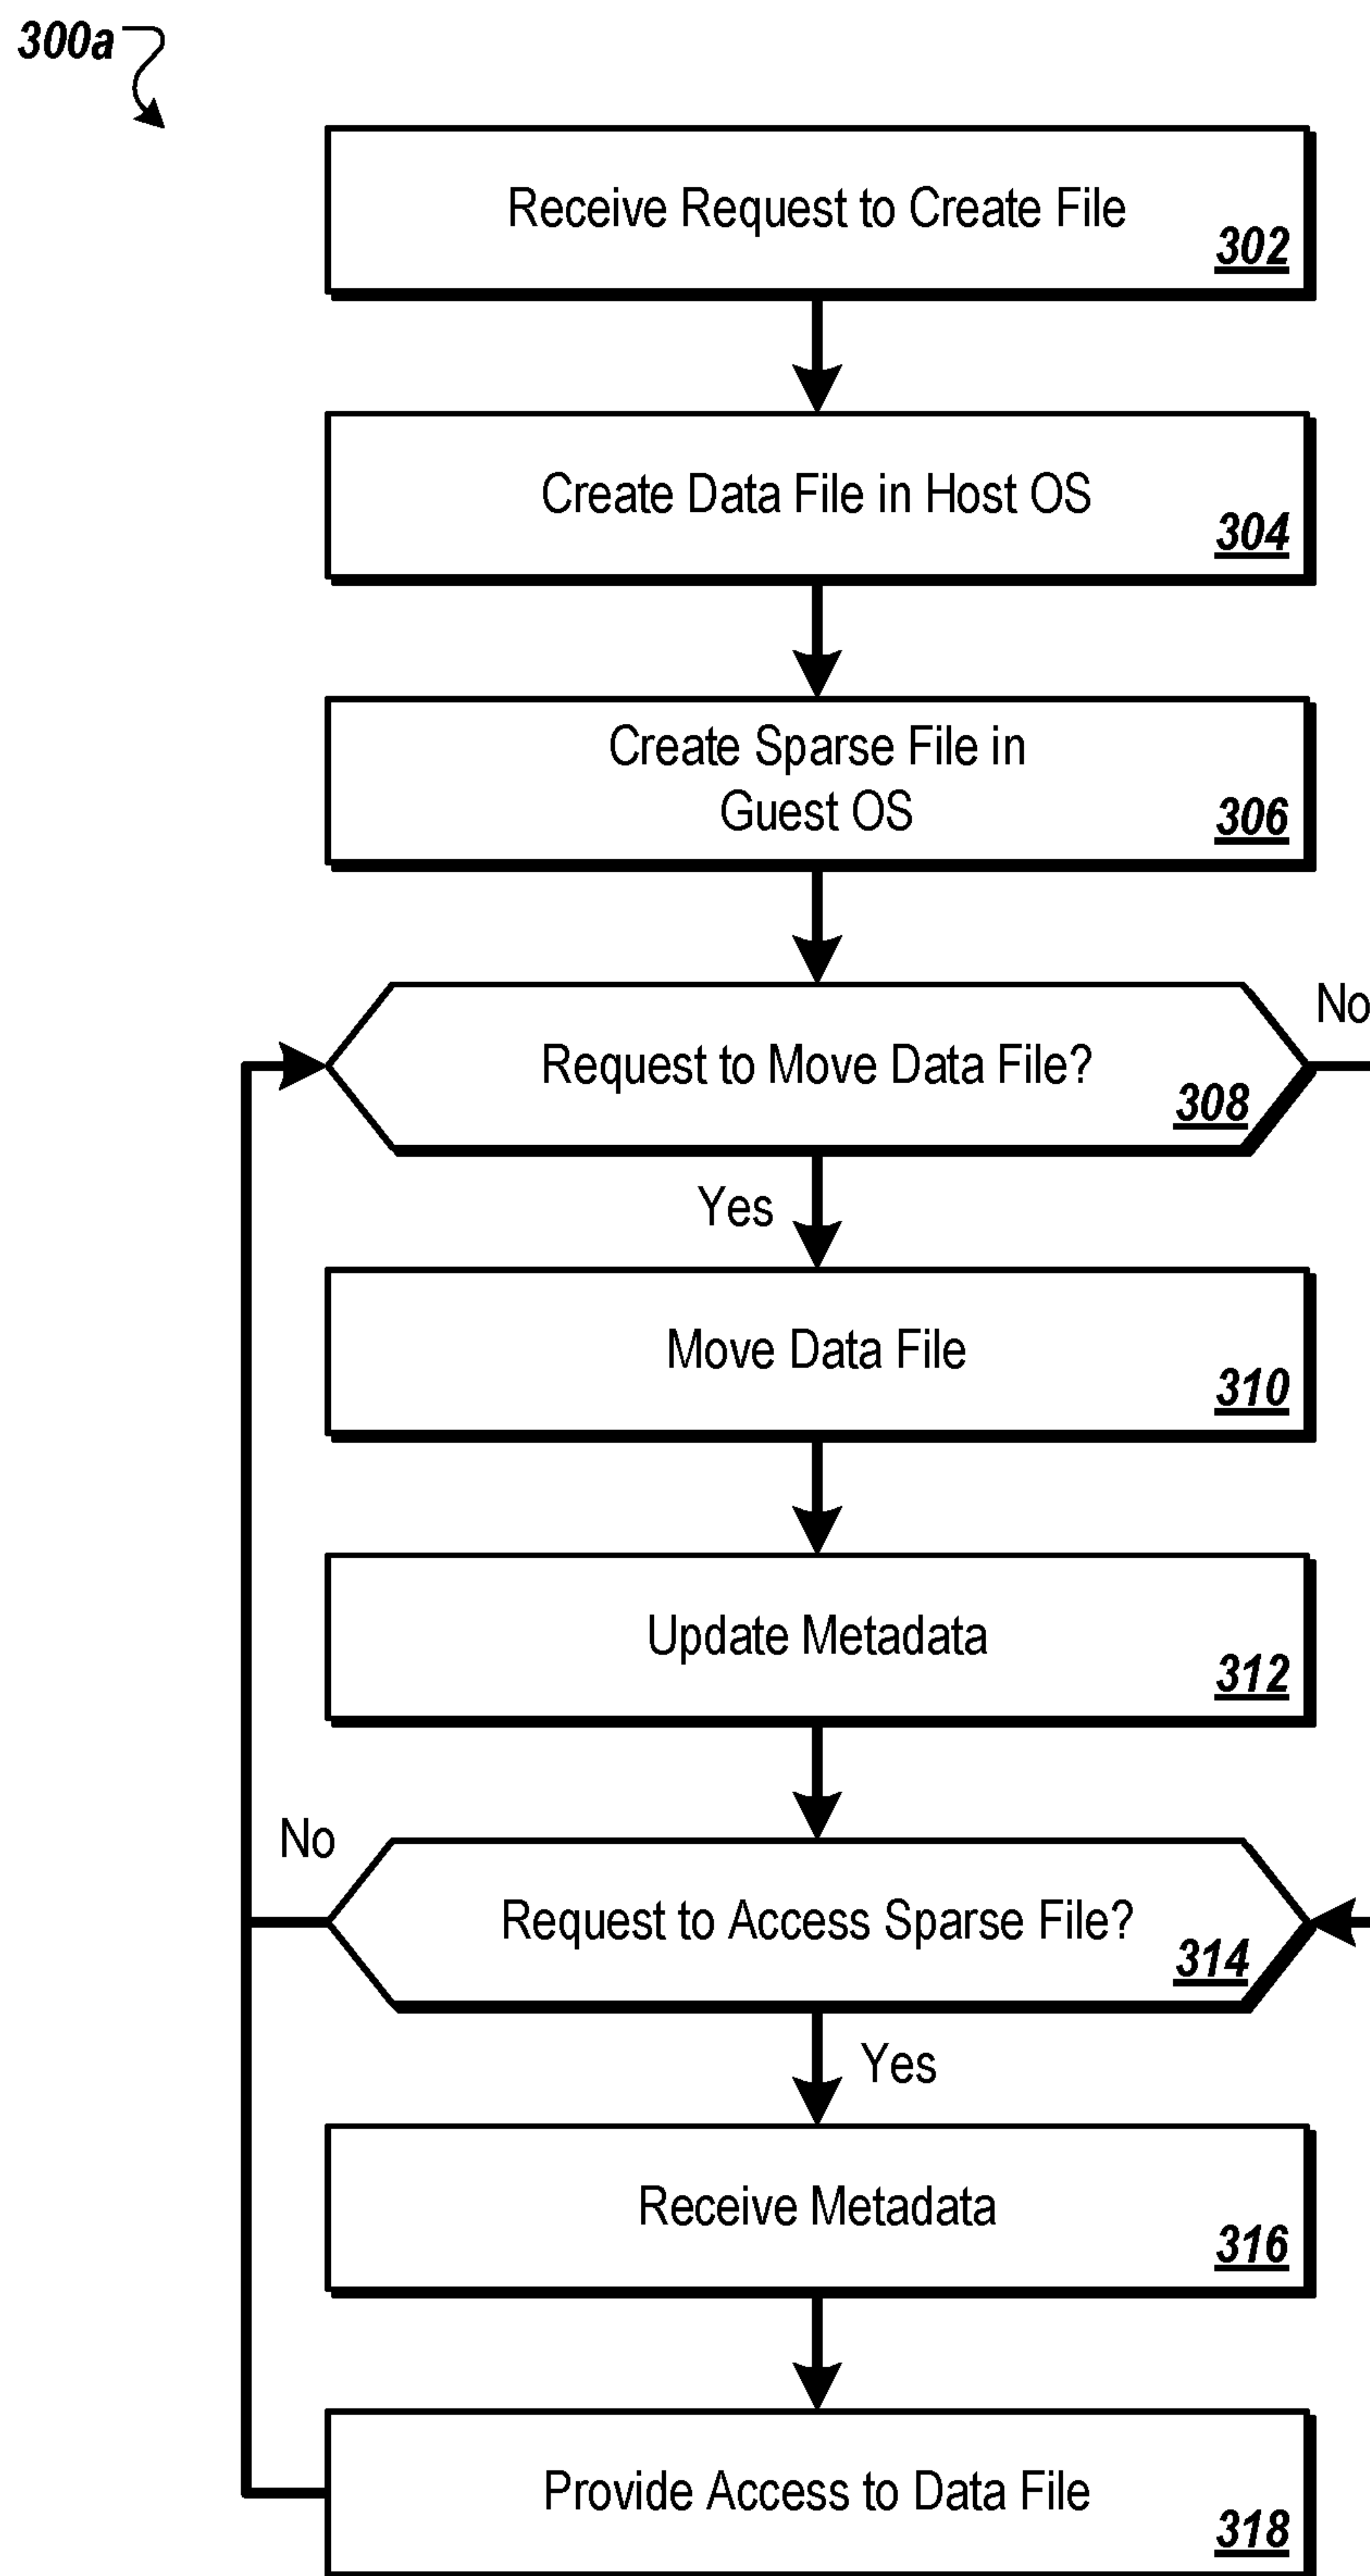 300a
Receive Request to Create File
302
Create Data File in Host OS
304
Create Sparse File in
Guest OS
306
No
Request to Move Data File?
308
Yes
Move Data File
310
Update Metadata
312
No
Request to Access Sparse File?
314
Yes
Receive Metadata
316
Provide Access to Data File
318